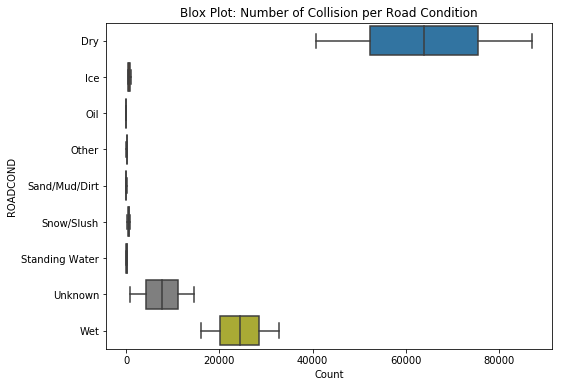 Blox Plot: Number of Collision per Road Condition
Dry
Ice
Oil
Other
Sand/Mud/Dirt
Snow/Slush
Standing Water
Unknown
Wet
ROADCOND
0 20000 40000 60000 80000
Count